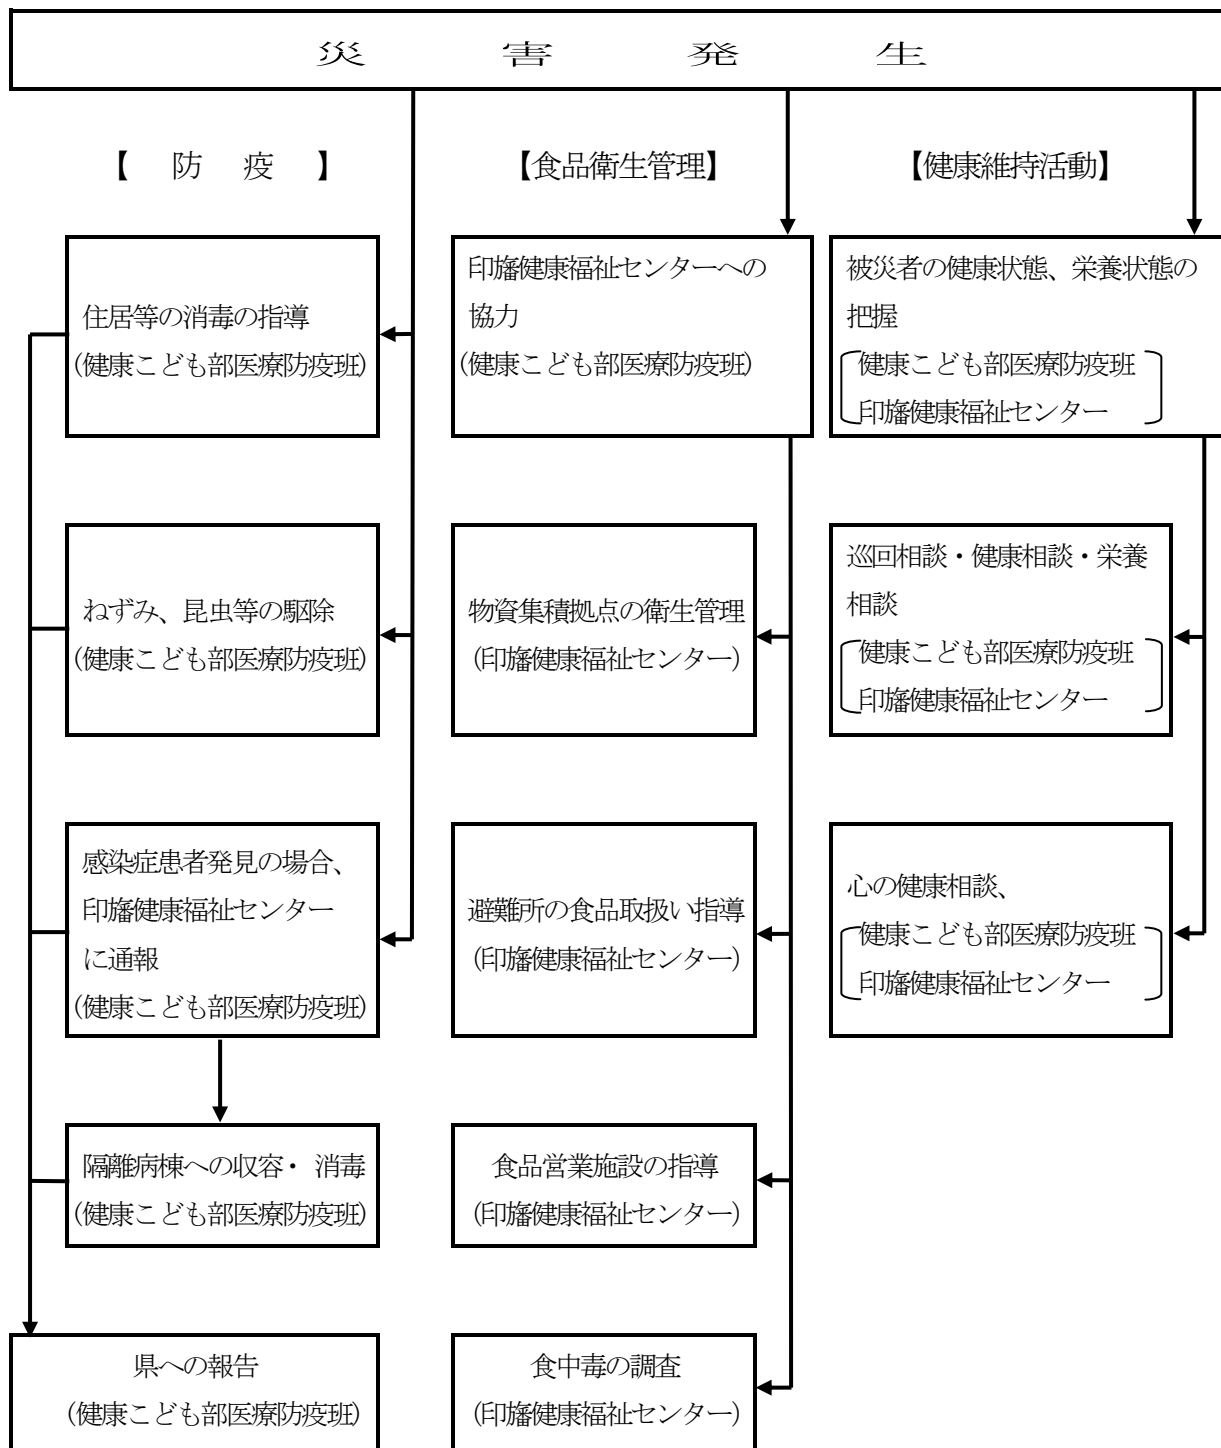 災害発生
【防疫】
住居等の消毒の指導
(健康こども部医療防疫班)
ねずみ、昆虫等の駆除
(健康こども部医療防疫班)
感染症患者発見の場合、
印旛健康福祉センター
に通報
(健康こども部医療防疫班)
隔離病棟への収容・消毒
(健康こども部医療防疫班)
県への報告
(健康こども部医療防疫班)
【食品衛生管理】
印旛健康福祉センターへの
協力
(健康こども部医療防疫班)
物資集積拠点の衛生管理
(印旛健康福祉センター)
避難所の食品取扱い指導
(印旛健康福祉センター)
食品営業施設の指導
(印旛健康福祉センター)
食中毒の調査
(印旛健康福祉センター)
【健康維持活動】
被災者の健康状態、栄養状態の
把握
健康こども部医療防疫班
印旛健康福祉センター
巡回相談・健康相談・栄養
相談
健康こども部医療防疫班
印旛健康福祉センター
心の健康相談、
健康こども部医療防疫班
印旛健康福祉センター